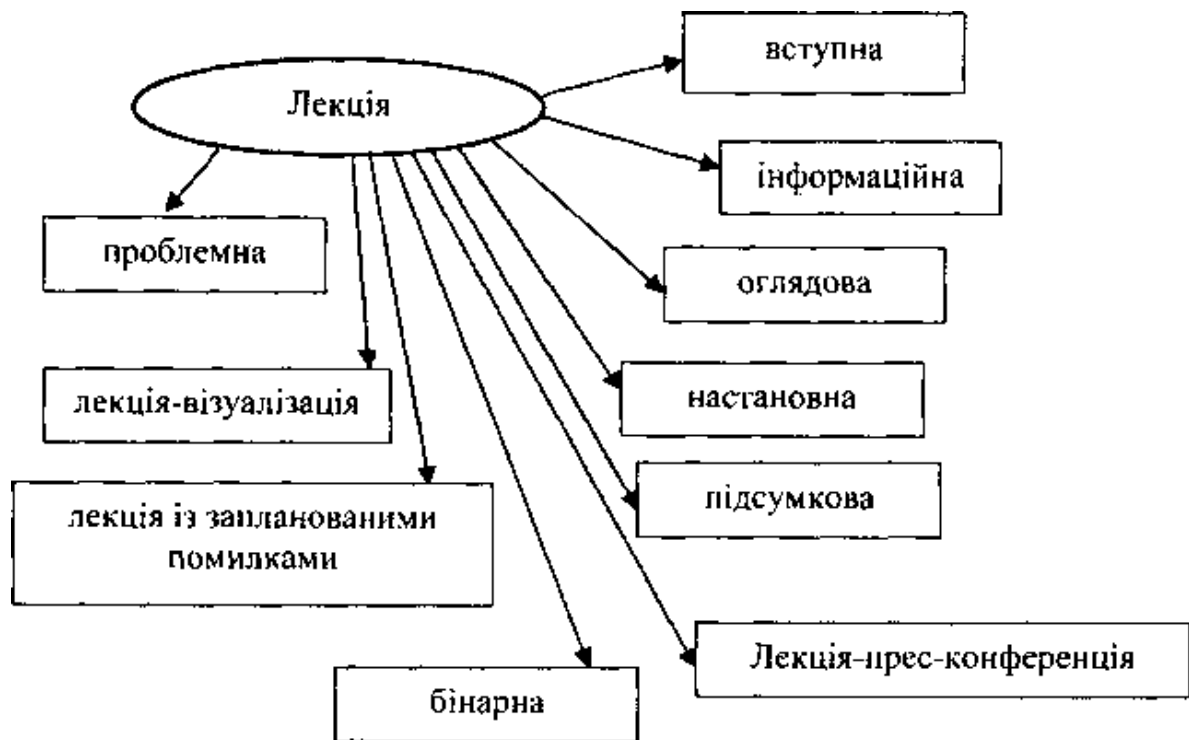 вступна
Лекція
інформаційна
проблемна
оглядова
лекція-візуалізація
настановна
підсумкова
лекція із запланованими
помилками
Лекція-прес-конференція
бінарна